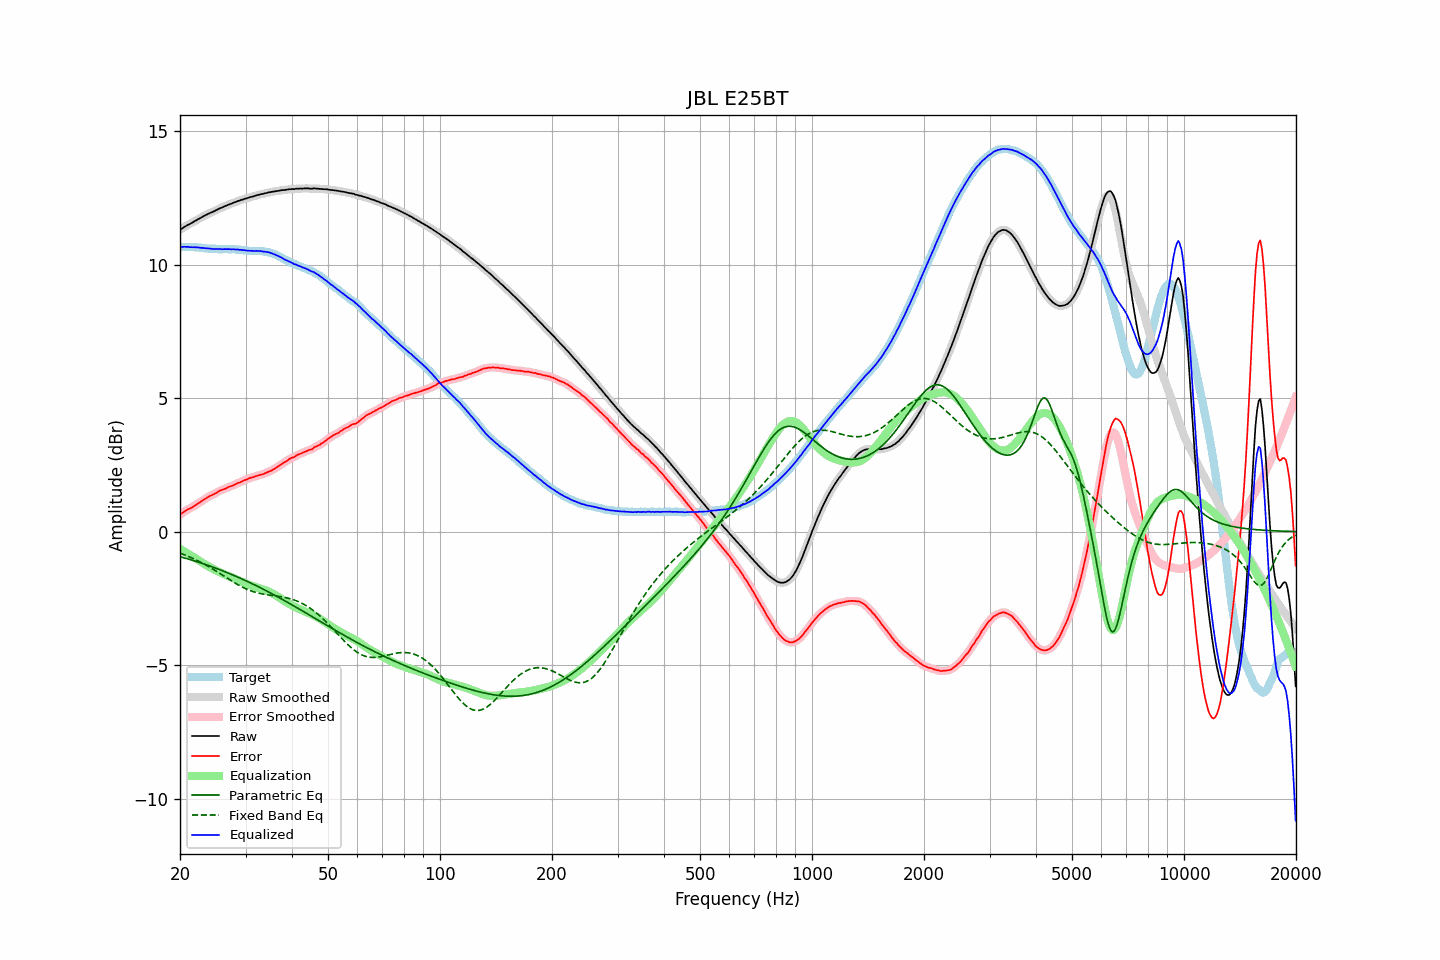 JBL E25BT
Amplitude (dBr)
15
10
5
0
−5
−10
Target
Raw Smoothed
Error Smoothed
Raw
Error
Equalization
Parametric Eq
Fixed Band Eq
Equalized
20 50 100 200 500 1000 2000 5000 10000 20000
Frequency (Hz)